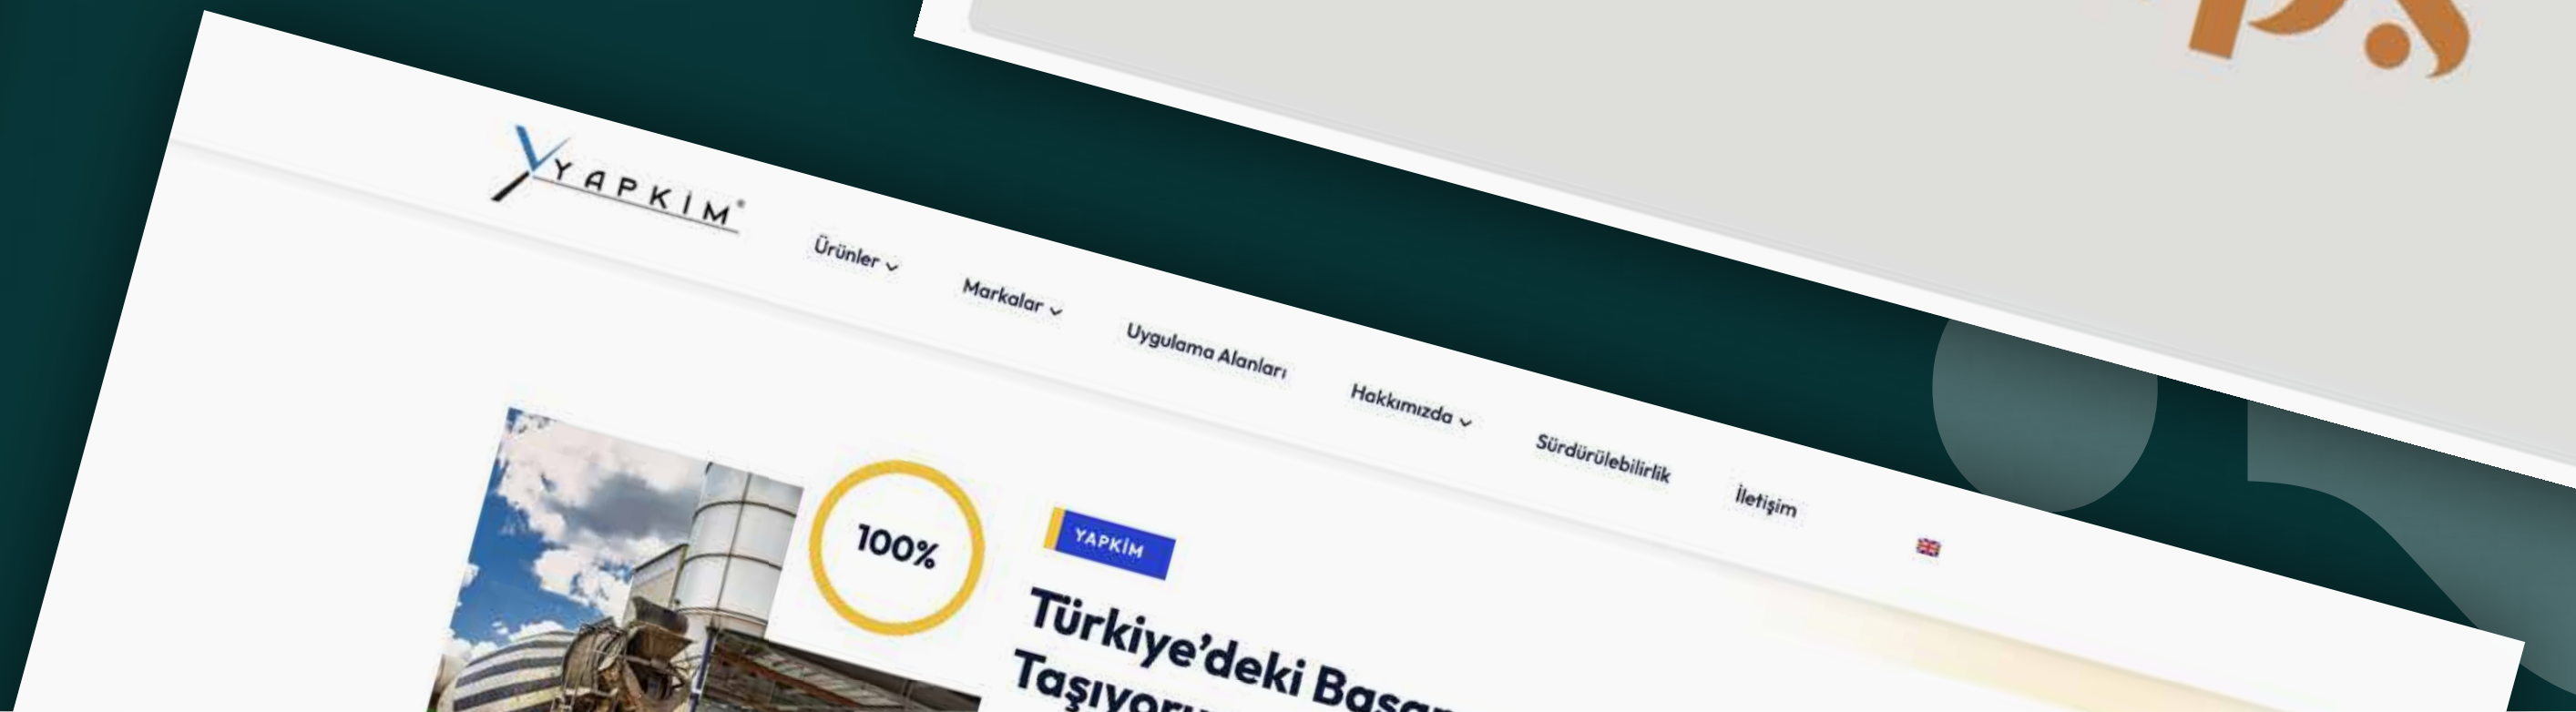 YAPKİM®
Ürünler
Markalar
Uygulama Alanları
Hakkımızda
Sürdürülebilirlik
İletişim
100%
YAPKİM
Türkiye'deki